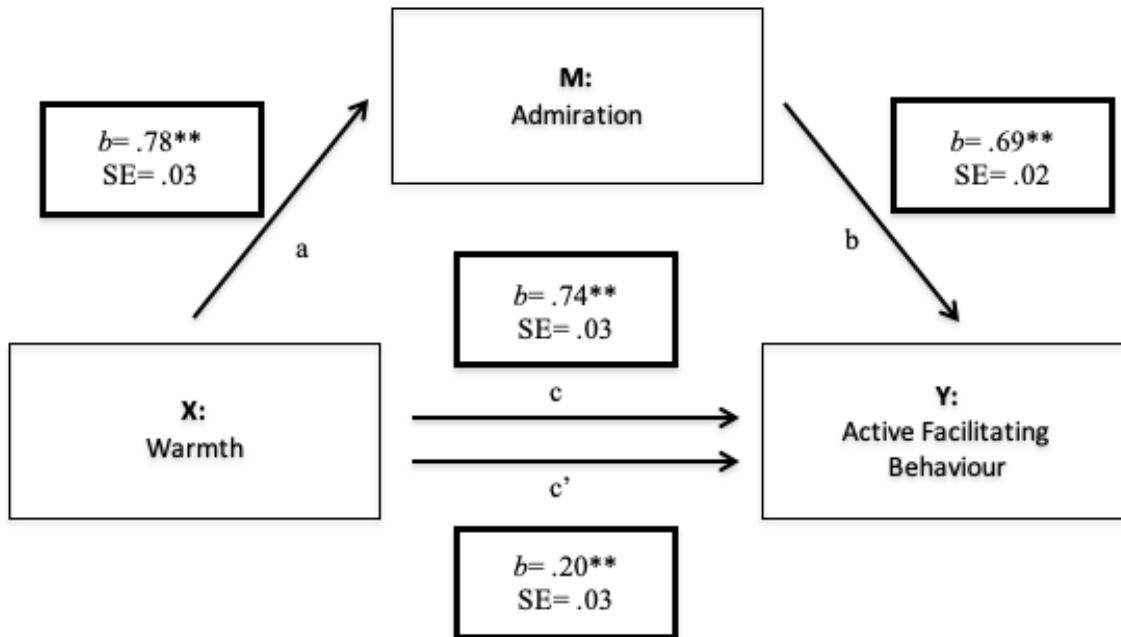 M:
Admiration
b= .78**
SE= .03
b= .69**
SE= .02
a
b
b= .74**
SE= .03
c
X:
Warmth
Y:
Active Facilitating
Behaviour
c’
b= .20**
SE= .03